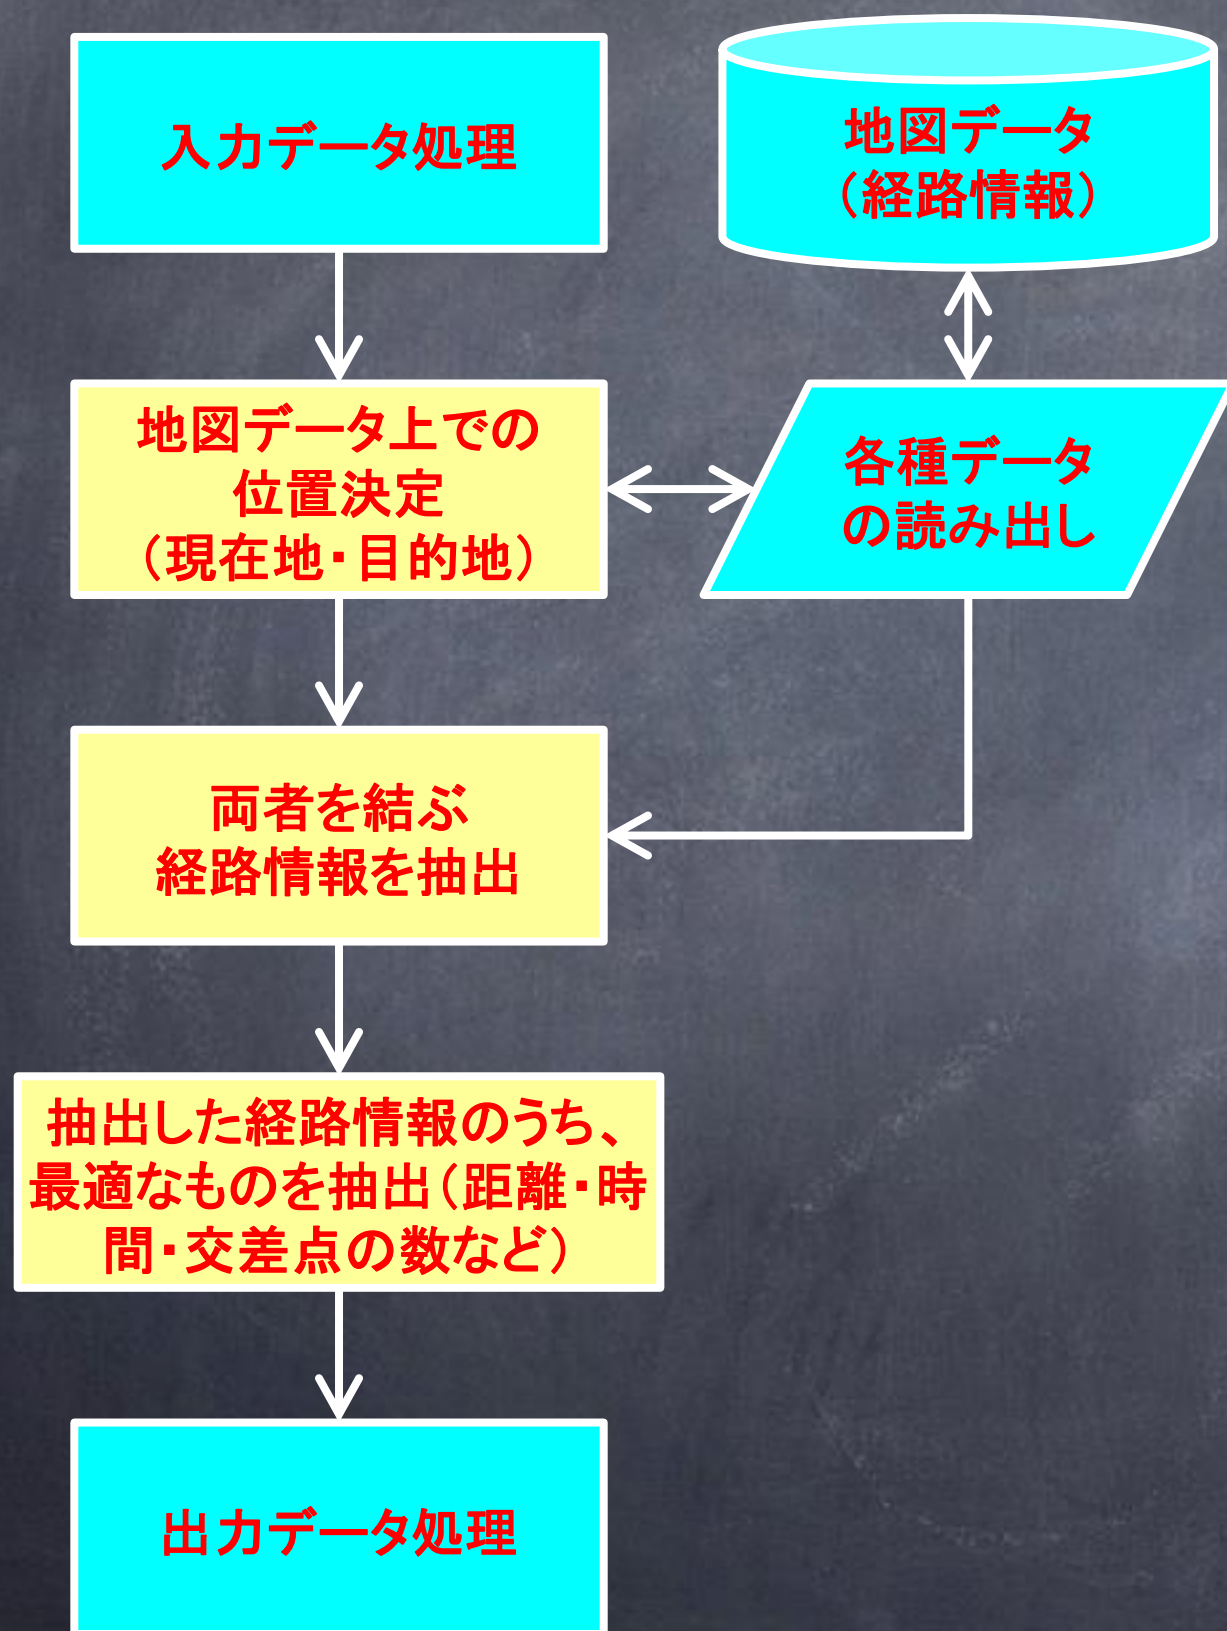 入力データ処理
地図データ
（経路情報）
地図データ上での
位置決定
（現在地・目的地）
各種データ
の読み出し
両者を結ぶ
経路情報を抽出
抽出した経路情報のうち、
最適なものを抽出（距離・時
間・交差点の数など）
出力データ処理